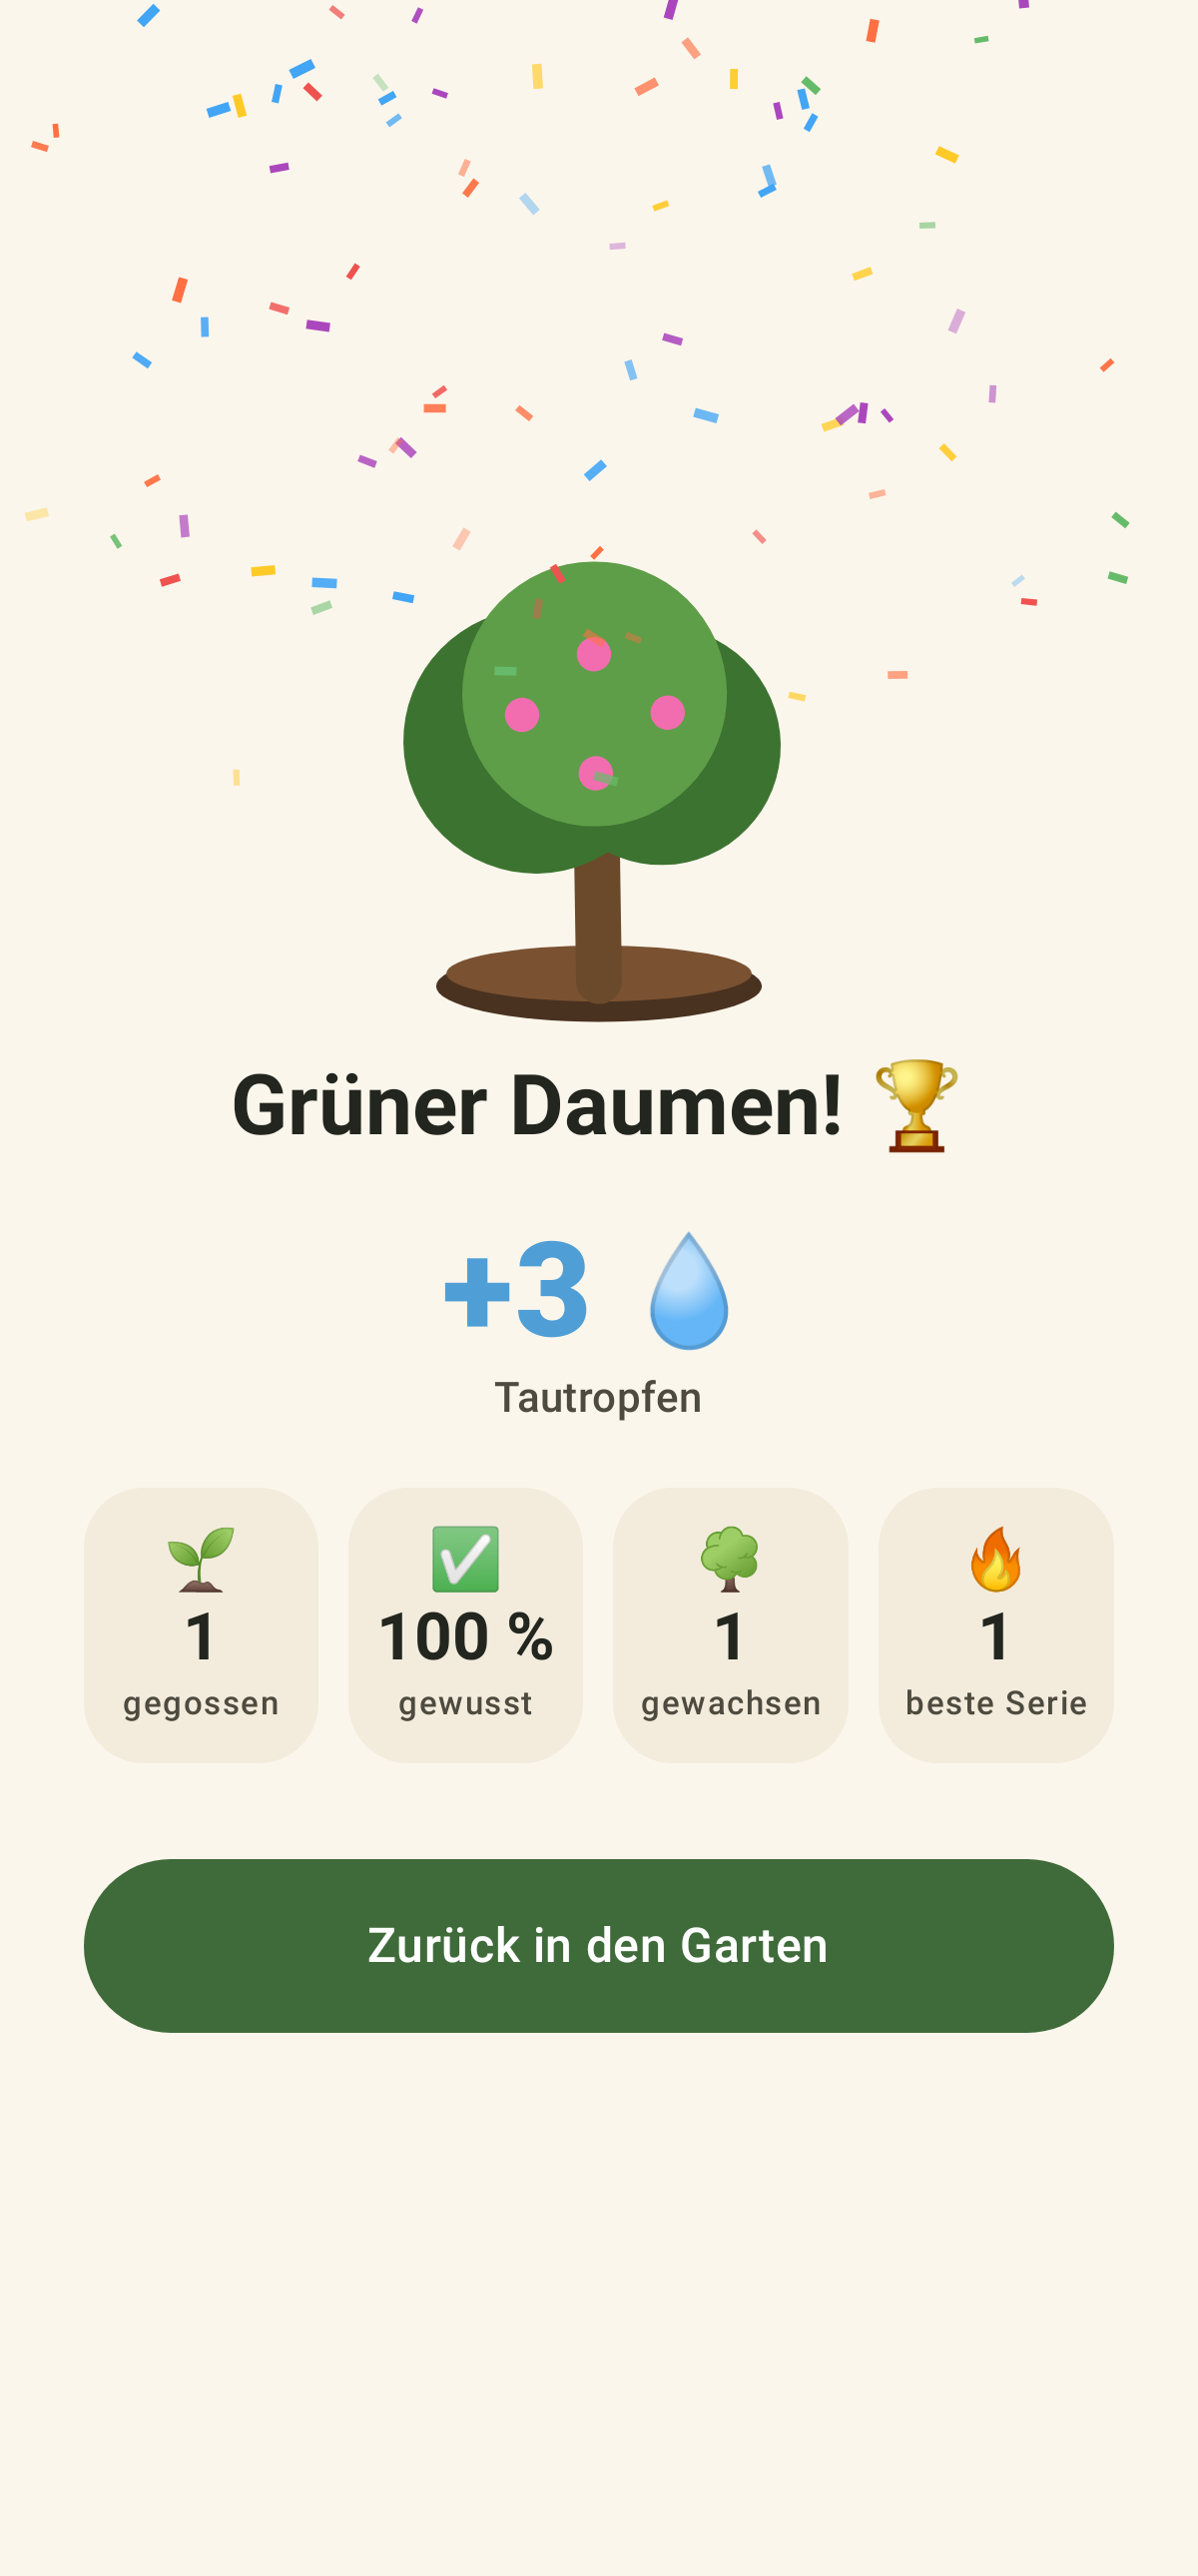 Grüner Daumen! 🏆
+3 💧
Tautropfen
1
gegossen
100 %
gewusst
1
gewachsen
1
beste Serie
Zurück in den Garten